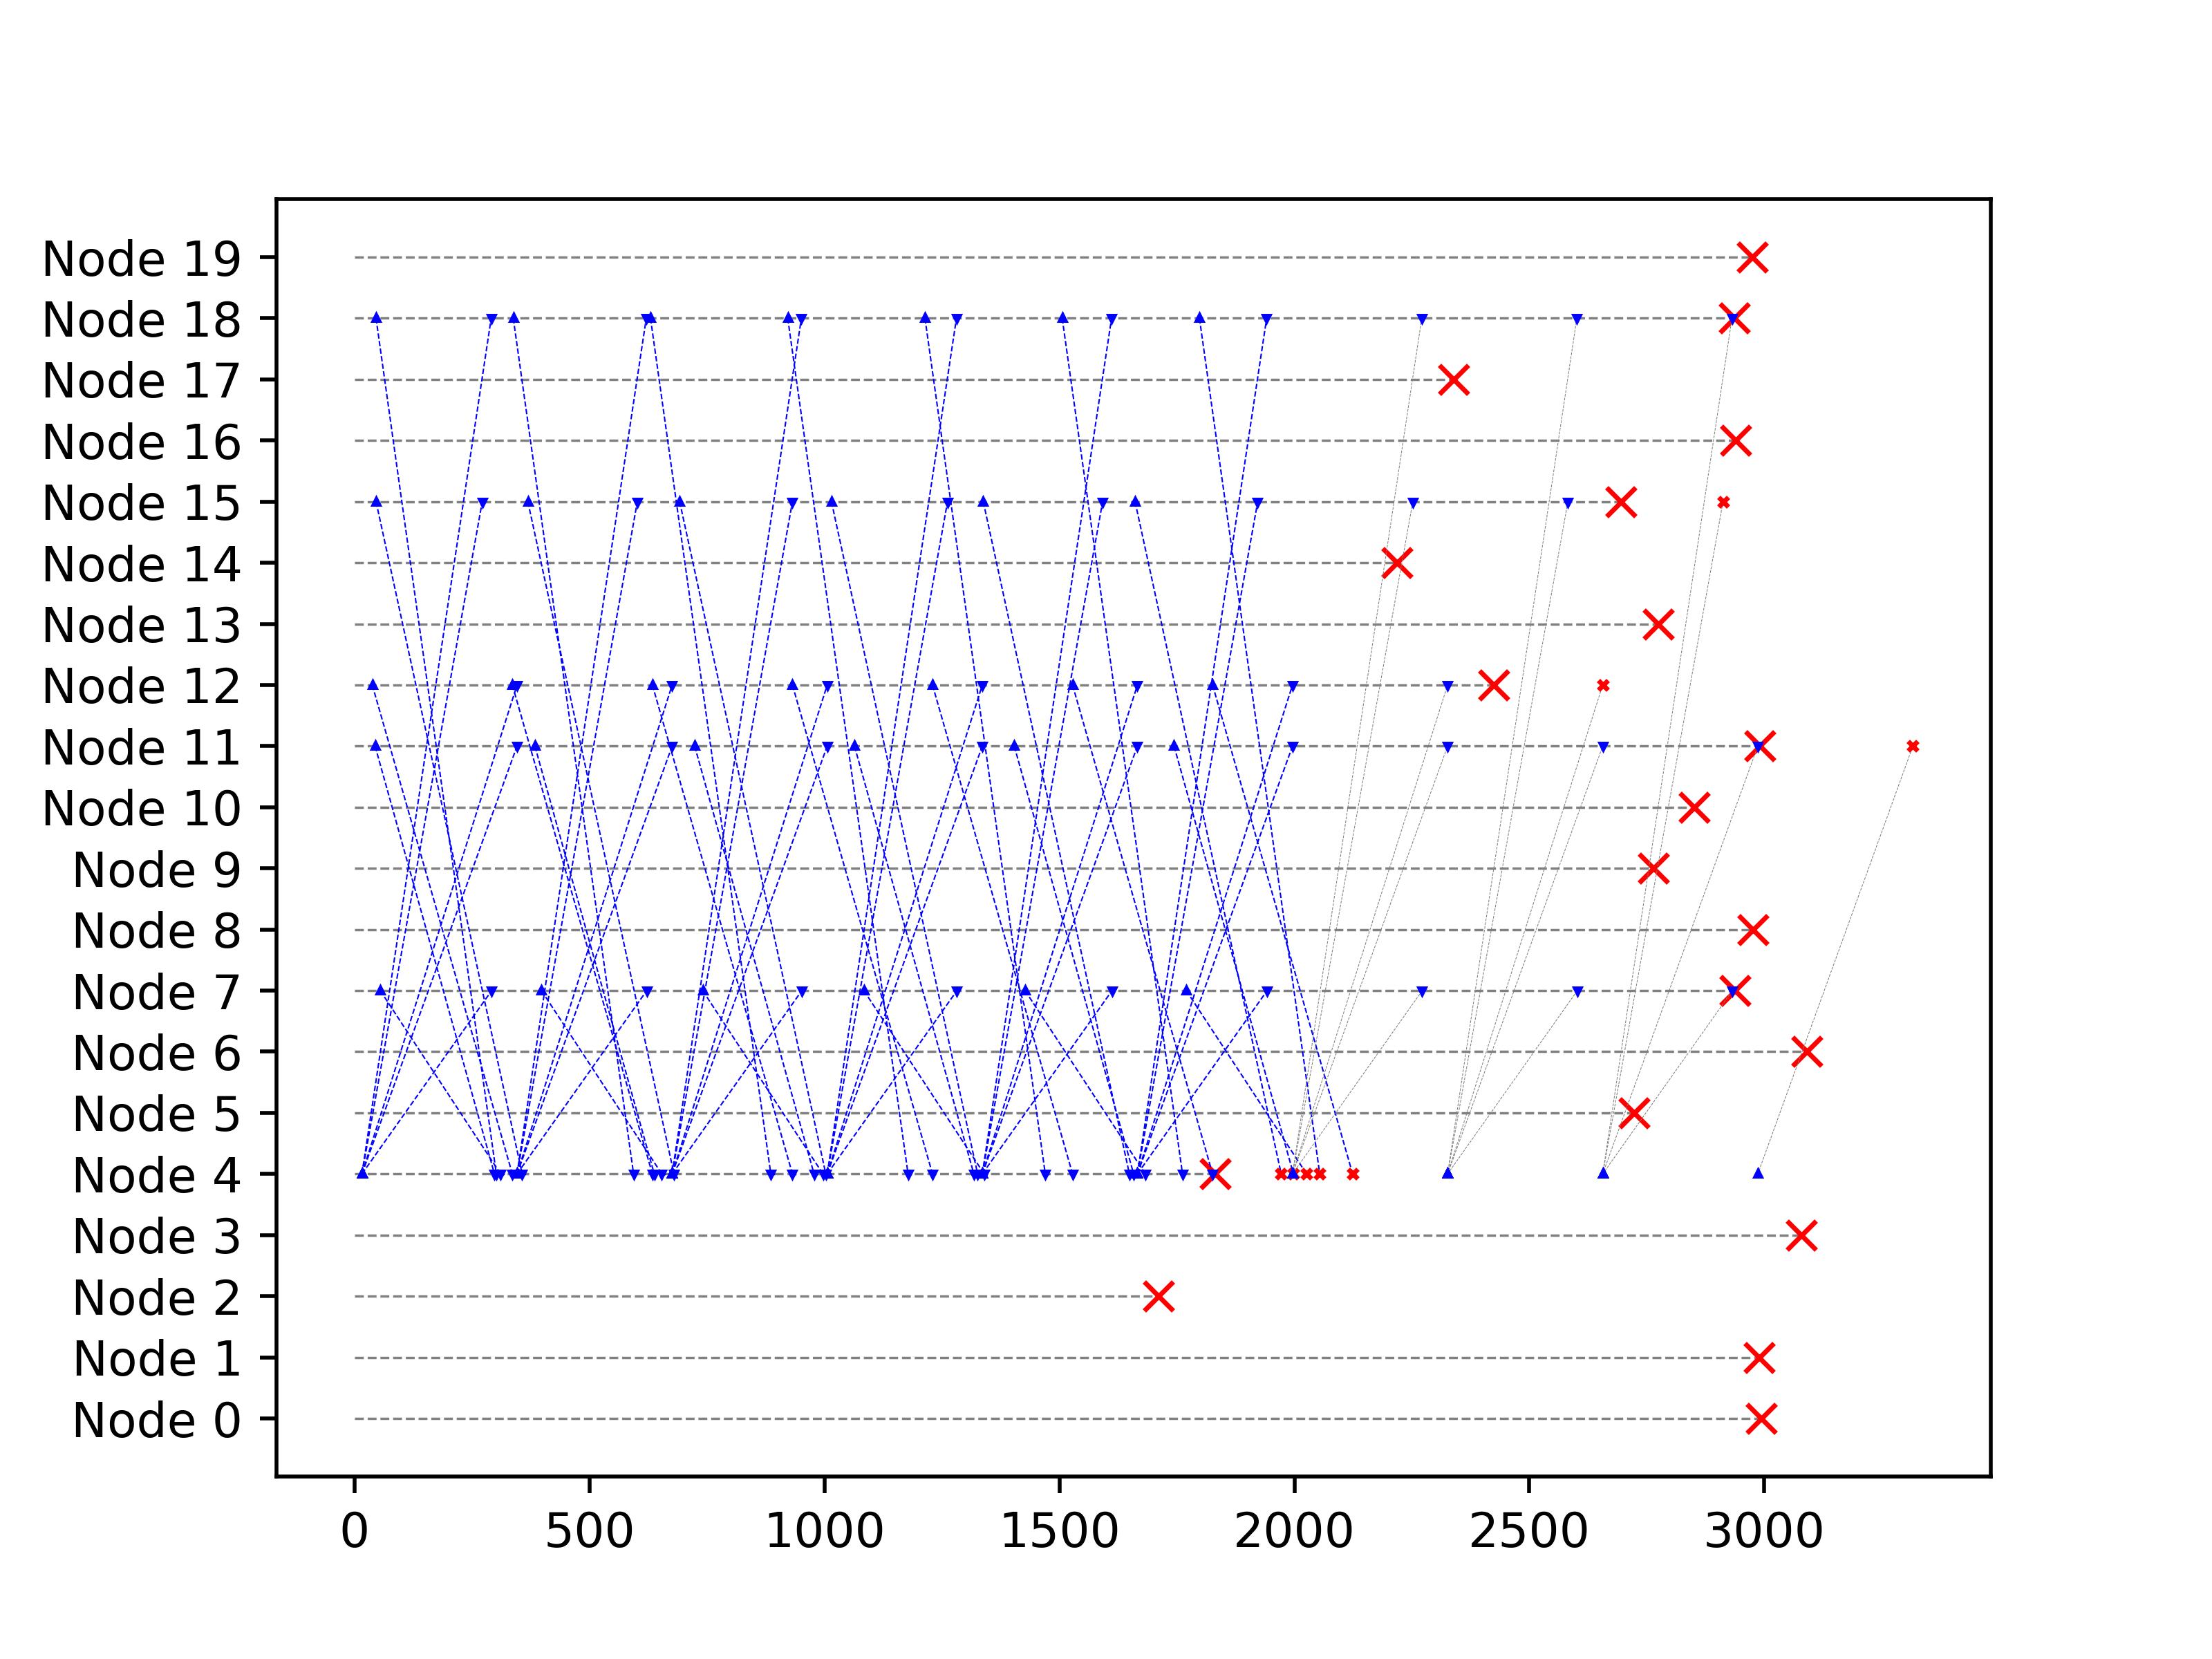 Node 19
Node 18
Node 17
Node 16
Node 15
Node 14
Node 13
Node 12
Node 11
Node 10
Node 9
Node 8
Node 7
Node 6
Node 5
Node 4
Node 3
Node 2
Node 1
Node 0
0 500 1000 1500 2000 2500 3000